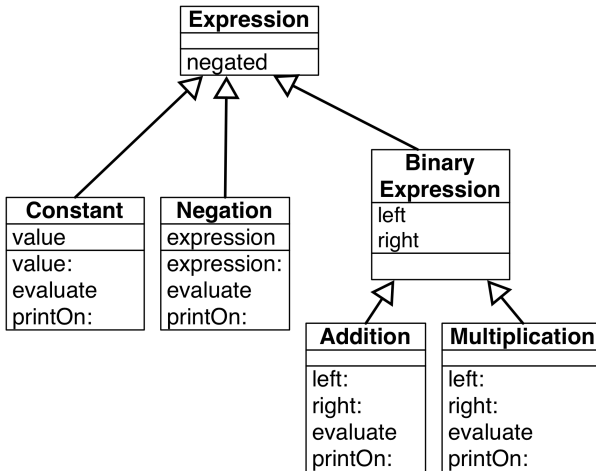 Expression
negated
Binary
Expression
left
right
Constant
value
value:
evaluate
printOn:
Negation
expression
expression:
evaluate
printOn:
Addition
left:
right:
evaluate
printOn:
Multiplication
left:
right:
evaluate
printOn: